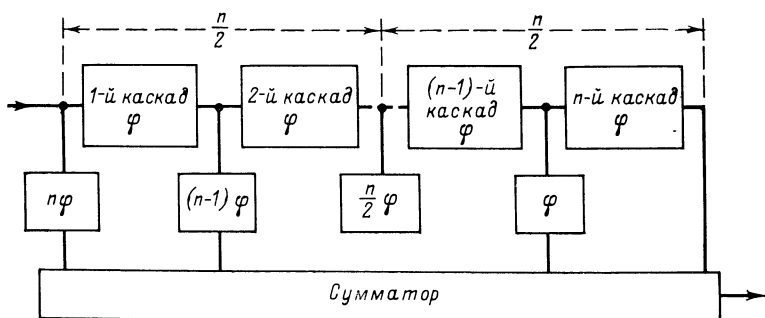 n/2 n/2
1-й каскад φ
2-й каскад φ
(n-1)-й каскад φ
n-й каскад φ
nφ
(n-1) φ
n/2 φ
φ
Сумматор